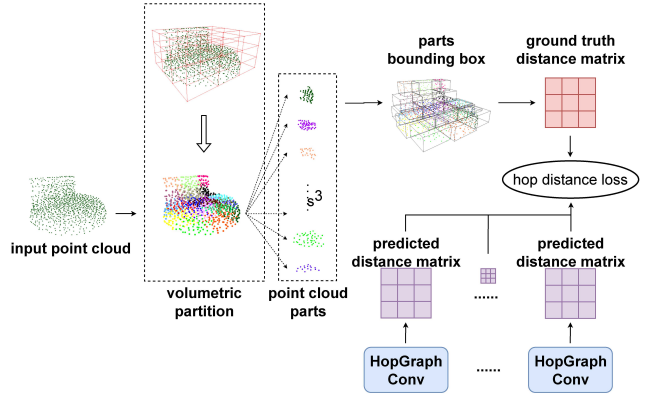 parts
bounding box
ground truth
distance matrix
s³
hop distance loss
input point cloud
volumetric
partition
point cloud
parts
predicted
distance matrix
......
predicted
distance matrix
HopGraph
Conv
......
HopGraph
Conv